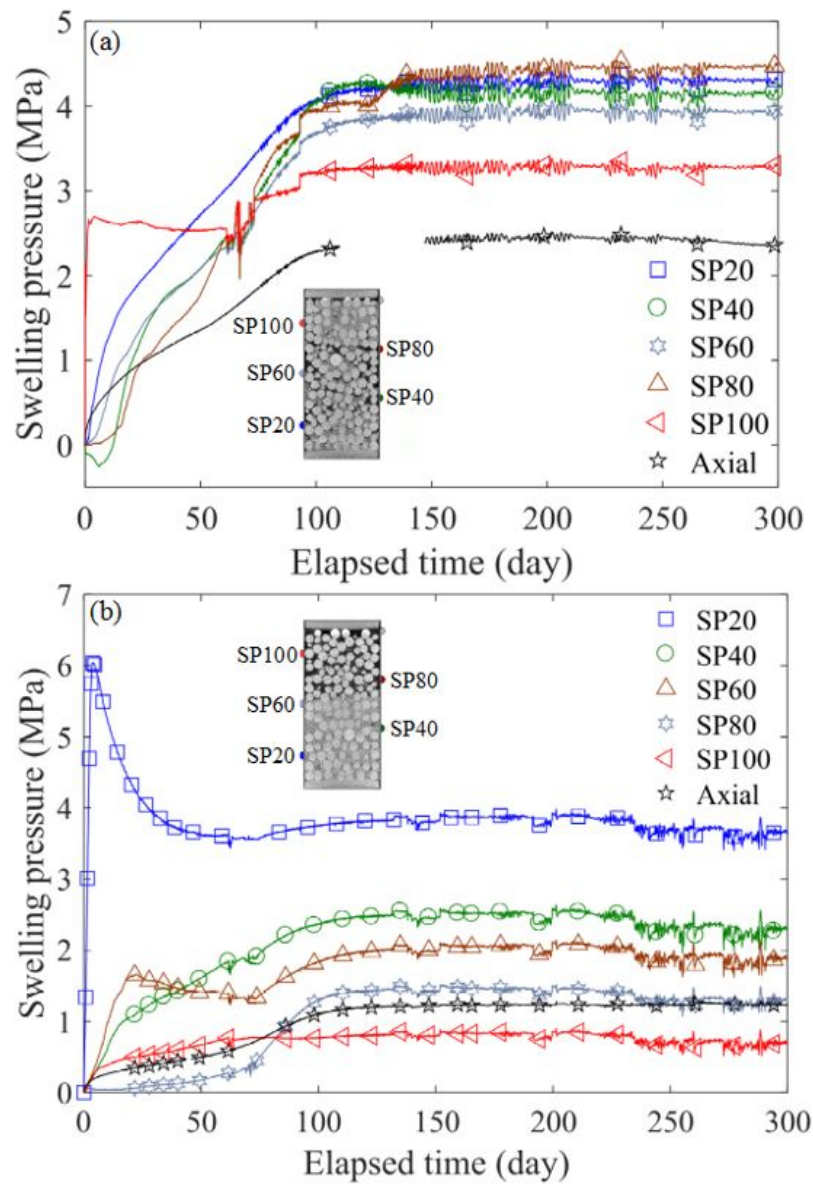 (a)
Swelling pressure (MPa)
5
4
3
2
1
0
SP100
SP80
SP60
SP40
SP20
SP20
SP40
SP60
SP80
SP100
Axial
0 50 100 150 200 250 300
Elapsed time (day)
(b)
Swelling pressure (MPa)
7
6
5
4
3
2
1
0
SP100
SP80
SP60
SP40
SP20
SP20
SP40
SP60
SP80
SP100
Axial
0 50 100 150 200 250 300
Elapsed time (day)